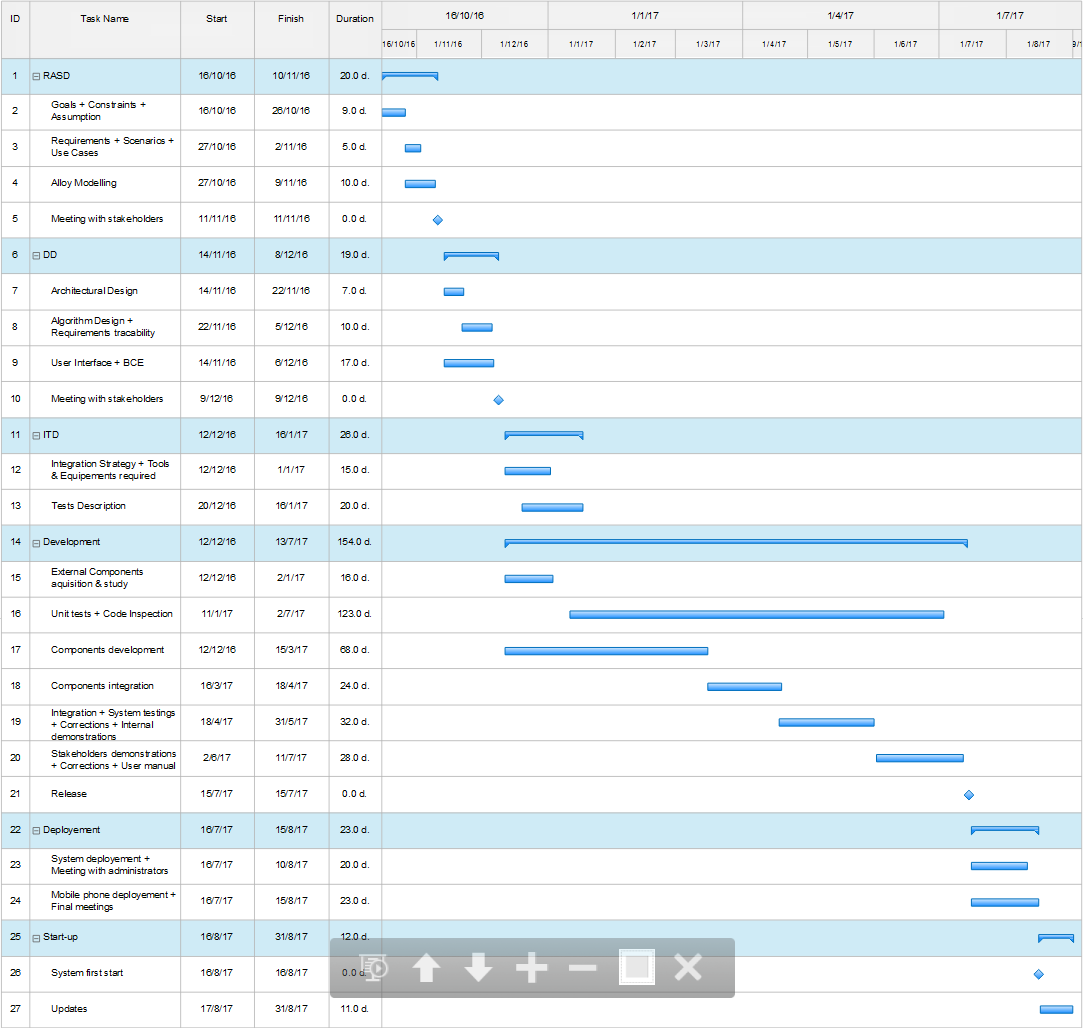 ID Task Name Start Finish Duration 16/10/16 1/1/17 1/4/17 1/7/17
16/10/16 1/11/16 1/12/16 1/1/17 1/2/17 1/3/17 1/4/17 1/5/17 1/6/17 1/7/17 1/8/17
1 RASD 16/10/16 10/11/16 20.0 d.
2 Goals + Constraints + 16/10/16 26/10/16 9.0 d.
Assumption
3 Requirements + Scenarios + 27/10/16 2/11/16 5.0 d.
Use Cases
4 Alloy Modelling 27/10/16 9/11/16 10.0 d.
5 Meeting with stakeholders 11/11/16 11/11/16 0.0 d.
6 DD 14/11/16 8/12/16 19.0 d.
7 Architectural Design 14/11/16 22/11/16 7.0 d.
8 Algorithm Design + 22/11/16 5/12/16 10.0 d.
Requirements tracability
9 User Interface + BCE 14/11/16 6/12/16 17.0 d.
10 Meeting with stakeholders 9/12/16 9/12/16 0.0 d.
11 ITD 12/12/16 16/1/17 26.0 d.
12 Integration Strategy + Tools 12/12/16 1/1/17 15.0 d.
& Equipements required
13 Tests Description 20/12/16 16/1/17 20.0 d.
14 Development 12/12/16 13/7/17 154.0 d.
15 External Components 12/12/16 2/1/17 16.0 d.
aquisition & study
16 Unit tests + Code Inspection 11/1/17 2/7/17 123.0 d.
17 Components development 12/12/16 15/3/17 68.0 d.
18 Components integration 16/3/17 18/4/17 24.0 d.
19 Integration + System testings 18/4/17 31/5/17 32.0 d.
+ Corrections + Internal
demonstrations
20 Stakeholders demonstrations 2/6/17 11/7/17 28.0 d.
+ Corrections + User manual
21 Release 15/7/17 15/7/17 0.0 d.
22 Deployement 16/7/17 15/8/17 23.0 d.
23 System deployement + 16/7/17 10/8/17 20.0 d.
Meeting with administrators
24 Mobile phone deployement + 16/7/17 15/8/17 23.0 d.
Final meetings
25 Start-up 16/8/17 31/8/17 12.0 d.
26 System first start 16/8/17 16/8/17 0.0 d.
27 Updates 17/8/17 31/8/17 11.0 d.